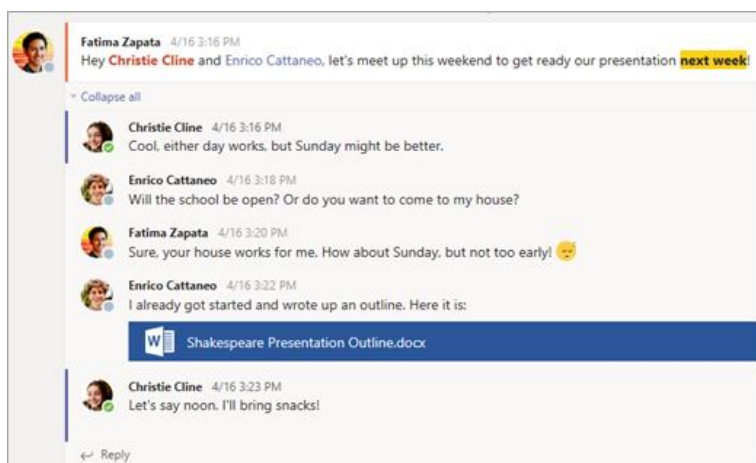 Fatima Zapata 4/16 3:16 PM
Hey Christie Cline and Enrico Cattaneo, let's meet up this weekend to get ready our presentation next week!
Collapse all
Christie Cline 4/16 3:16 PM
Cool, either day works, but Sunday might be better.
Enrico Cattaneo 4/16 3:18 PM
Will the school be open? Or do you want to come to my house?
Fatima Zapata 4/16 3:20 PM
Sure, your house works for me. How about Sunday, but not too early! 😴
Enrico Cattaneo 4/16 3:22 PM
I already got started and wrote up an outline. Here it is:
W Shakespeare Presentation Outline.docx
Christie Cline 4/16 3:23 PM
Let's say noon. I'll bring snacks!
Reply